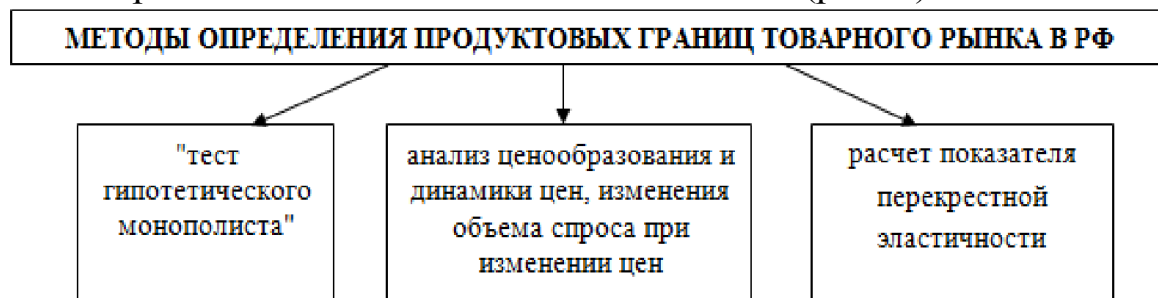 МЕТОДЫ ОПРЕДЕЛЕНИЯ ПРОДУКТОВЫХ ГРАНИЦ ТОВАРНОГО РЫНКА В РФ
"тест
гипотетического
монополиста"
анализ ценообразования и
динамики цен, изменения
объема спроса при
изменении цен
расчет показателя
перекрестной
эластичности